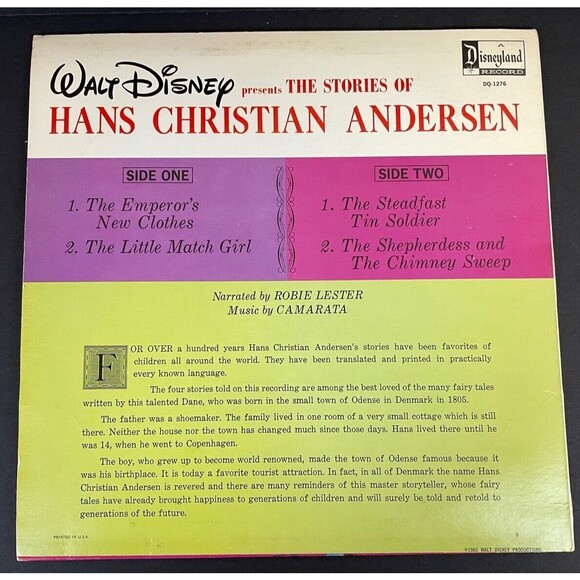 WALT DISNEY presents THE STORIES OF
Disneyland
RECORD
DQ-1276
HANS CHRISTIAN ANDERSEN
SIDE ONE
1. The Emperor's
New Clothes
2. The Little Match Girl
SIDE TWO
1. The Steadfast
Tin Soldier
2. The Shepherdess and
The Chimney Sweep
Narrated by ROBIE LESTER
Music by CAMARATA
FOR OVER a hundred years Hans Christian Andersen's stories have been favorites of
children all around the world. They have been translated and printed in practically
every known language.
The four stories told on this recording are among the best loved of the many fairy tales
written by this talented Dane, who was born in the small town of Odense in Denmark in 1805.
The father was a shoemaker. The family lived in one room of a very small cottage which is still
there. Neither the house nor the town has changed much since those days. Hans lived there until he
was 14, when he went to Copenhagen.
The boy, who grew up to become world renowned, made the town of Odense famous because it
was his birthplace. It is today a favorite tourist attraction. In fact, in all of Denmark the name Hans
Christian Andersen is revered and there are many reminders of this master storyteller, whose fairy
tales have already brought happiness to generations of children and will surely be told and retold to
generations of the future.
PRINTED IN U.S.A.
©1965 WALT DISNEY PRODUCTIONS